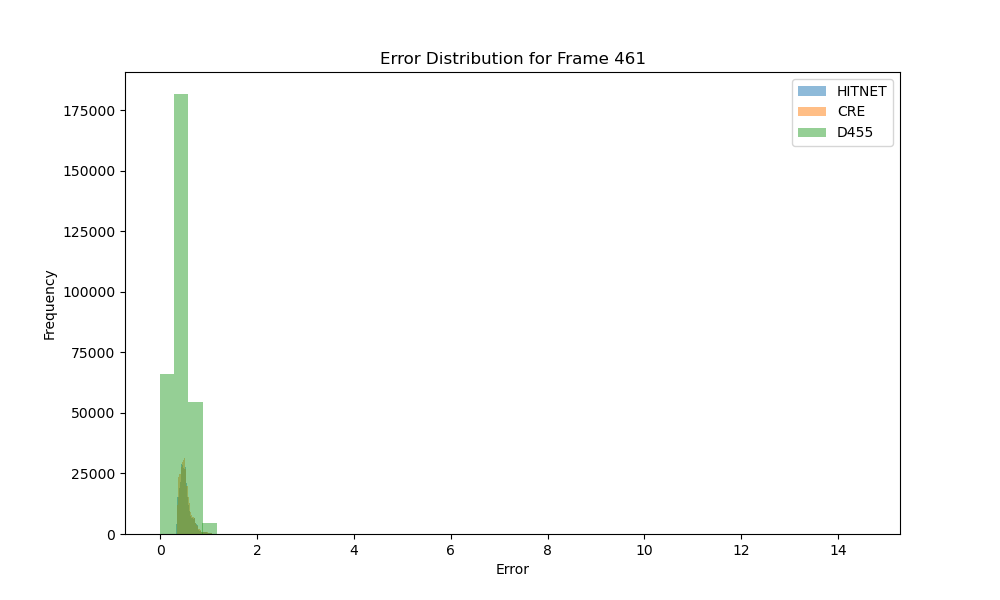 Error Distribution for Frame 461
HITNET
CRE
D455
175000
150000
125000
100000
75000
50000
25000
0
Frequency
0 2 4 6 8 10 12 14
Error